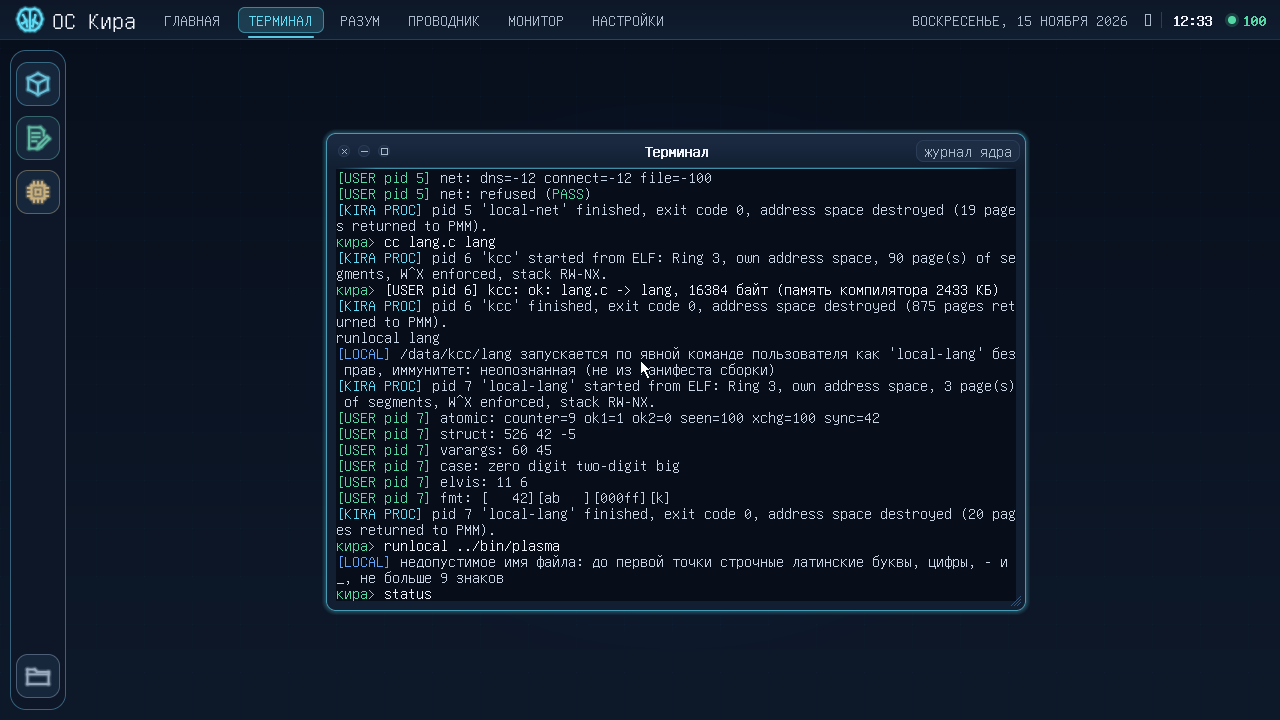 ОС Кира ГЛАВНАЯ ТЕРМИНАЛ РАЗУМ ПРОВОДНИК МОНИТОР НАСТРОЙКИ ВОСКРЕСЕНЬЕ, 15 НОЯБРЯ 2026 12:33 100
Терминал журнал ядра
[USER pid 5] net: dns=-12 connect=-12 file=-100
[USER pid 5] net: refused (PASS)
[KIRA PROC] pid 5 'local-net' finished, exit code 0, address space destroyed (19 page
s returned to PMM).
кира> cc lang.c lang
[KIRA PROC] pid 6 'kcc' started from ELF: Ring 3, own address space, 90 page(s) of se
gments, W^X enforced, stack RW-NX.
кира> [USER pid 6] kcc: ok: lang.c -> lang, 16384 байт (память компилятора 2433 КБ)
[KIRA PROC] pid 6 'kcc' finished, exit code 0, address space destroyed (875 pages ret
urned to PMM).
runlocal lang
[LOCAL] /data/kcc/lang запускается по явной команде пользователя как 'local-lang' без
прав, иммунитет: неопознанная (не из манифеста сборки)
[KIRA PROC] pid 7 'local-lang' started from ELF: Ring 3, own address space, 3 page(s)
of segments, W^X enforced, stack RW-NX.
[USER pid 7] atomic: counter=9 ok1=1 ok2=0 seen=100 xchg=100 sync=42
[USER pid 7] struct: 526 42 -5
[USER pid 7] varargs: 60 45
[USER pid 7] case: zero digit two-digit big
[USER pid 7] elvis: 11 6
[USER pid 7] fmt: [   42][ab   ][000ff][k]
[KIRA PROC] pid 7 'local-lang' finished, exit code 0, address space destroyed (20 pag
es returned to PMM).
кира> runlocal ../bin/plasma
[LOCAL] недопустимое имя файла: до первой точки строчные латинские буквы, цифры, - и
_, не больше 9 знаков
кира> status